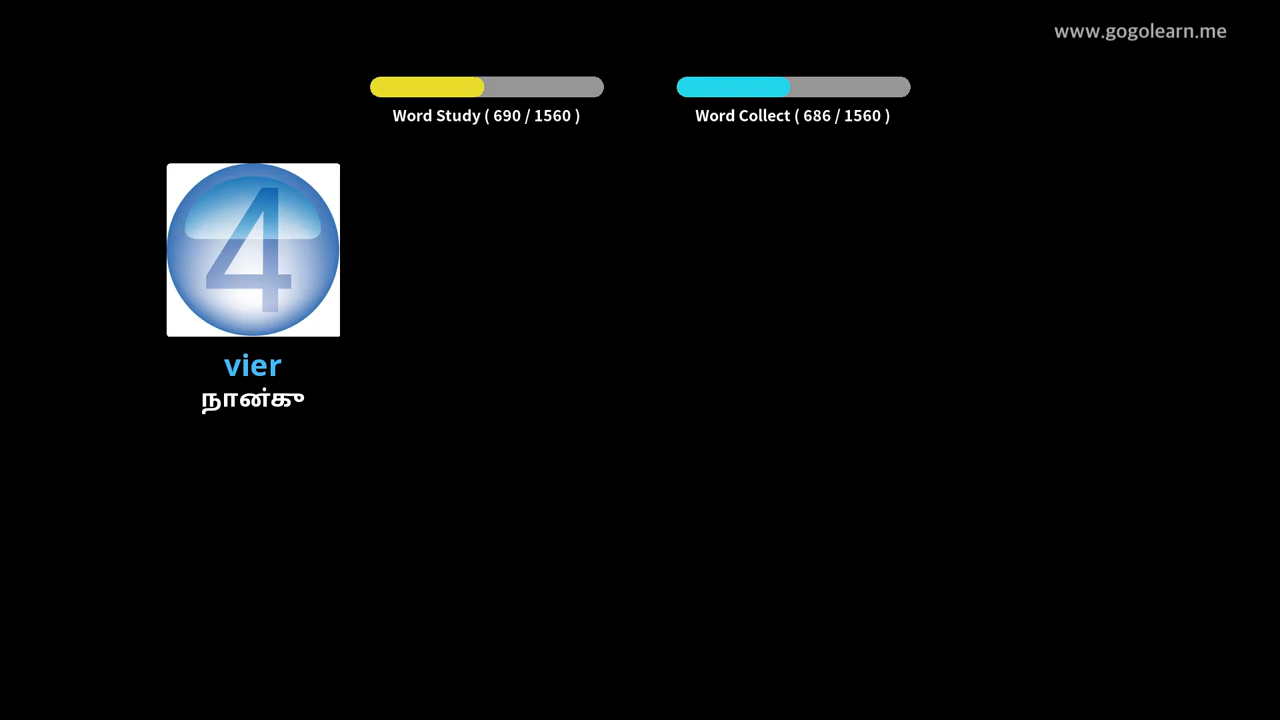 www.gogolearn.me
Word Study ( 690 / 1560 )
Word Collect ( 686 / 1560 )
4
vier
நான்கு